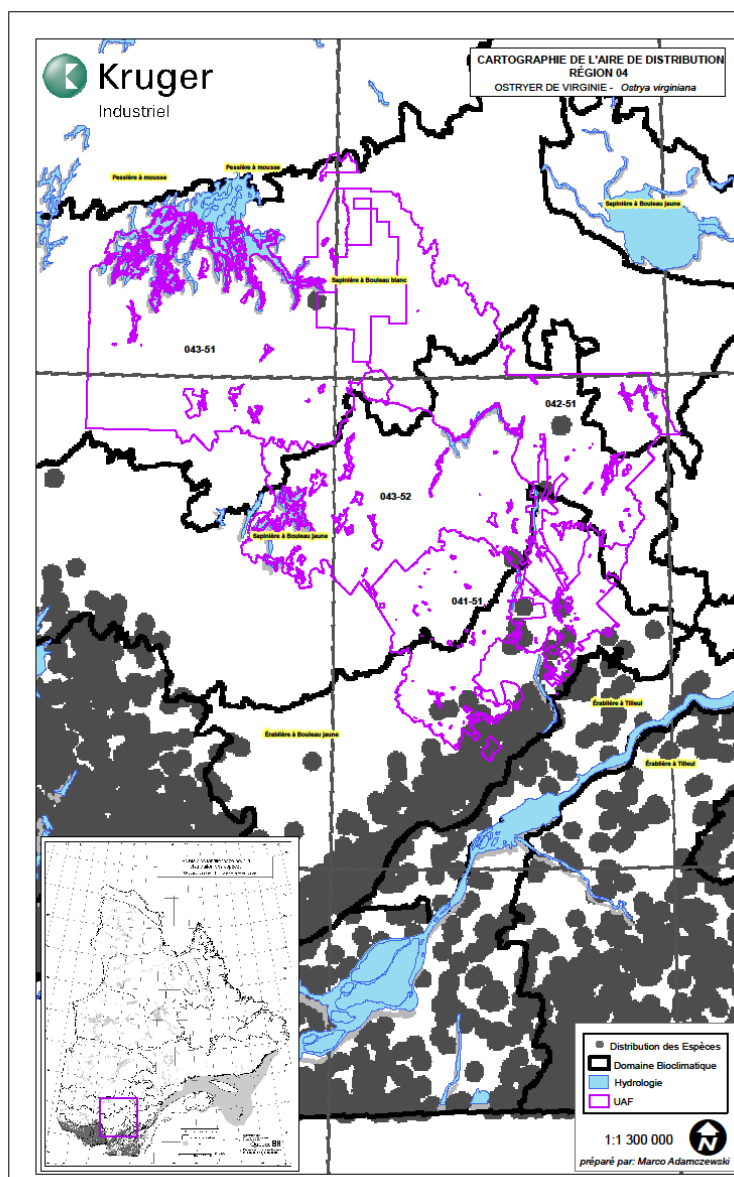 Kruger
Industriel
CARTOGRAPHIE DE L'AIRE DE DISTRIBUTION
RÉGION 04
OSTRYER DE VIRGINIE - Ostrya virginiana
Pessière à mousse
Pessière à mousse
Sapinière à Bouleau jaune
Sapinière à Bouleau blanc
043-51
042-51
043-52
Sapinière à Bouleau jaune
041-51
Érablière à Tilleul
Érablière à Bouleau jaune
Érablière à Tilleul
Distribution des Espèces
Domaine Bioclimatique
Hydrologie
UAF
1:1 300 000
N
préparé par: Marco Adamczewski